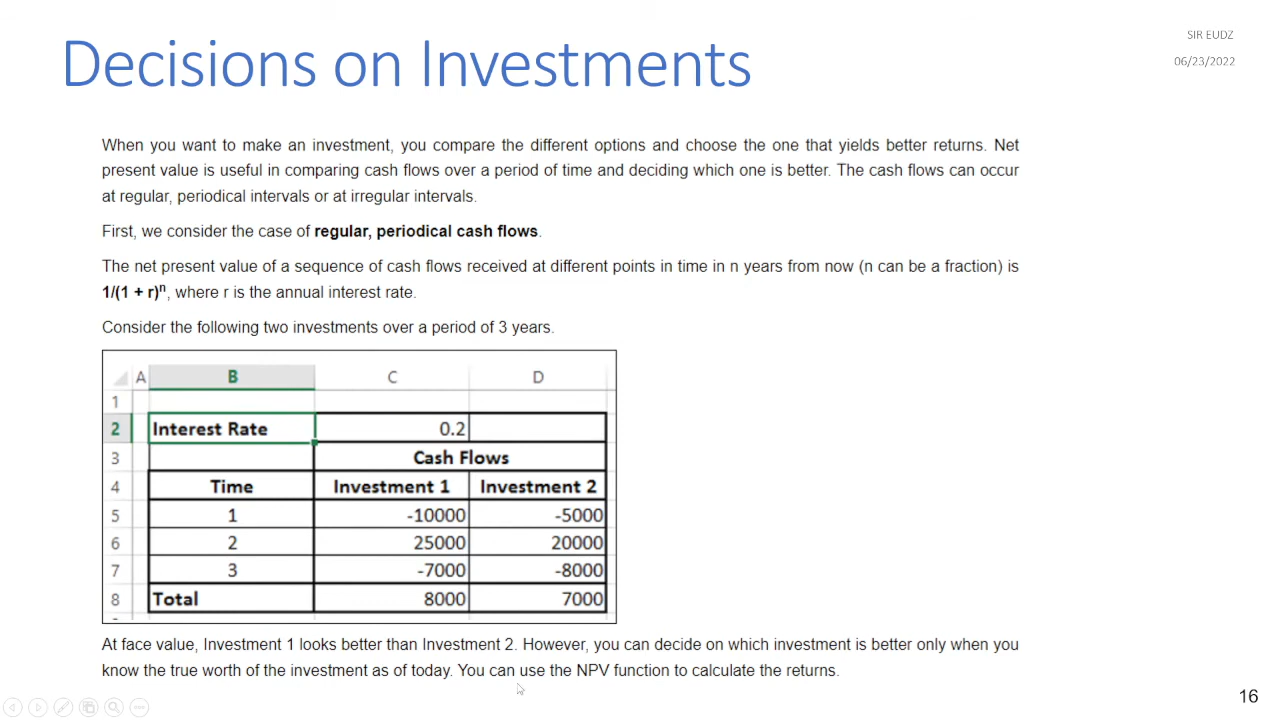 SIR EUDZ
Decisions on Investments
06/23/2022
When you want to make an investment, you compare the different options and choose the one that yields better returns. Net
present value is useful in comparing cash flows over a period of time and deciding which one is better. The cash flows can occur
at regular, periodical intervals or at irregular intervals.
First, we consider the case of regular, periodical cash flows.
The net present value of a sequence of cash flows received at different points in time in n years from now (n can be a fraction) is
1/(1 + r)ⁿ, where r is the annual interest rate.
Consider the following two investments over a period of 3 years.
A B C D
1
2 Interest Rate 0.2
3 Cash Flows
4 Time Investment 1 Investment 2
5 1 -10000 -5000
6 2 25000 20000
7 3 -7000 -8000
8 Total 8000 7000
At face value, Investment 1 looks better than Investment 2. However, you can decide on which investment is better only when you
know the true worth of the investment as of today. You can use the NPV function to calculate the returns.
16